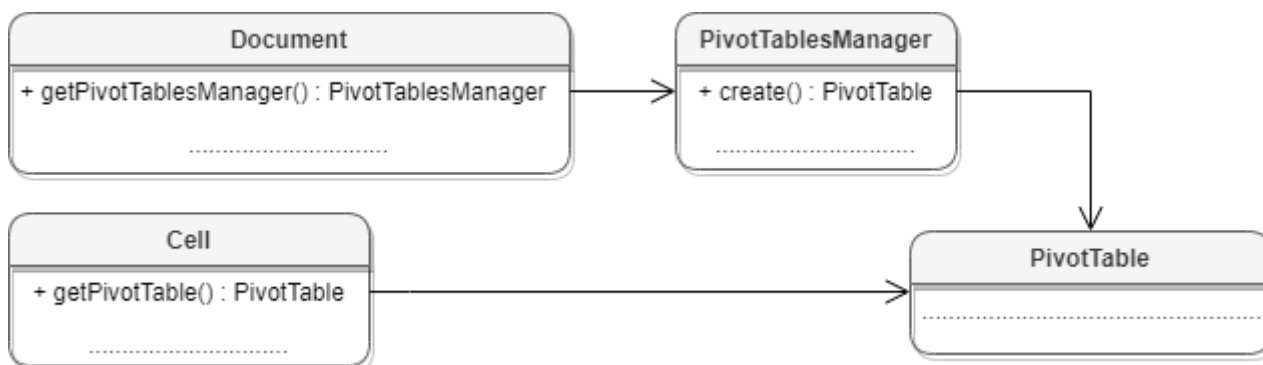 Document
+ getPivotTablesManager() : PivotTablesManager
..............................
PivotTablesManager
+ create() : PivotTable
..............................
Cell
+ getPivotTable() : PivotTable
..............................
PivotTable
....................................................